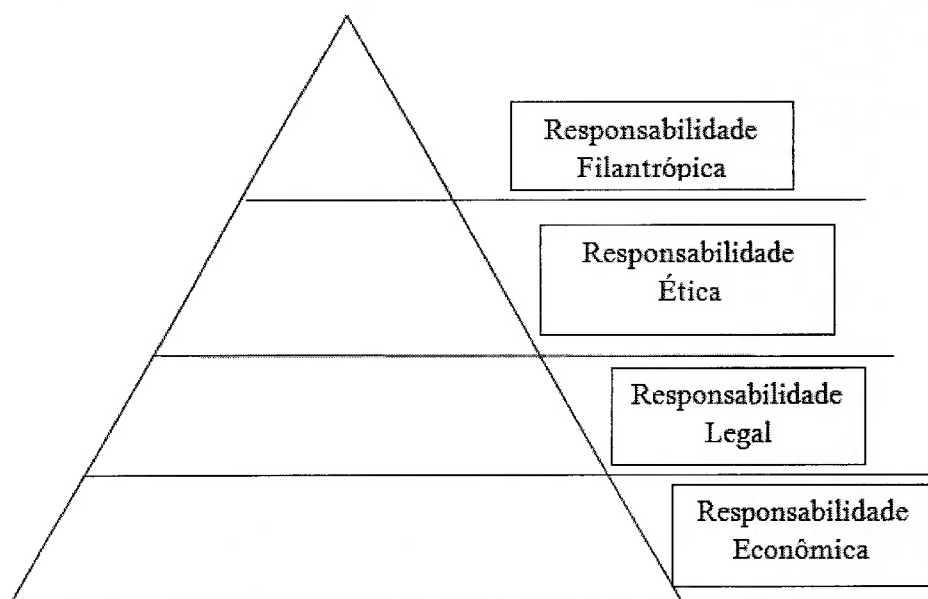 Responsabilidade
Filantrópica
Responsabilidade
Ética
Responsabilidade
Legal
Responsabilidade
Econômica